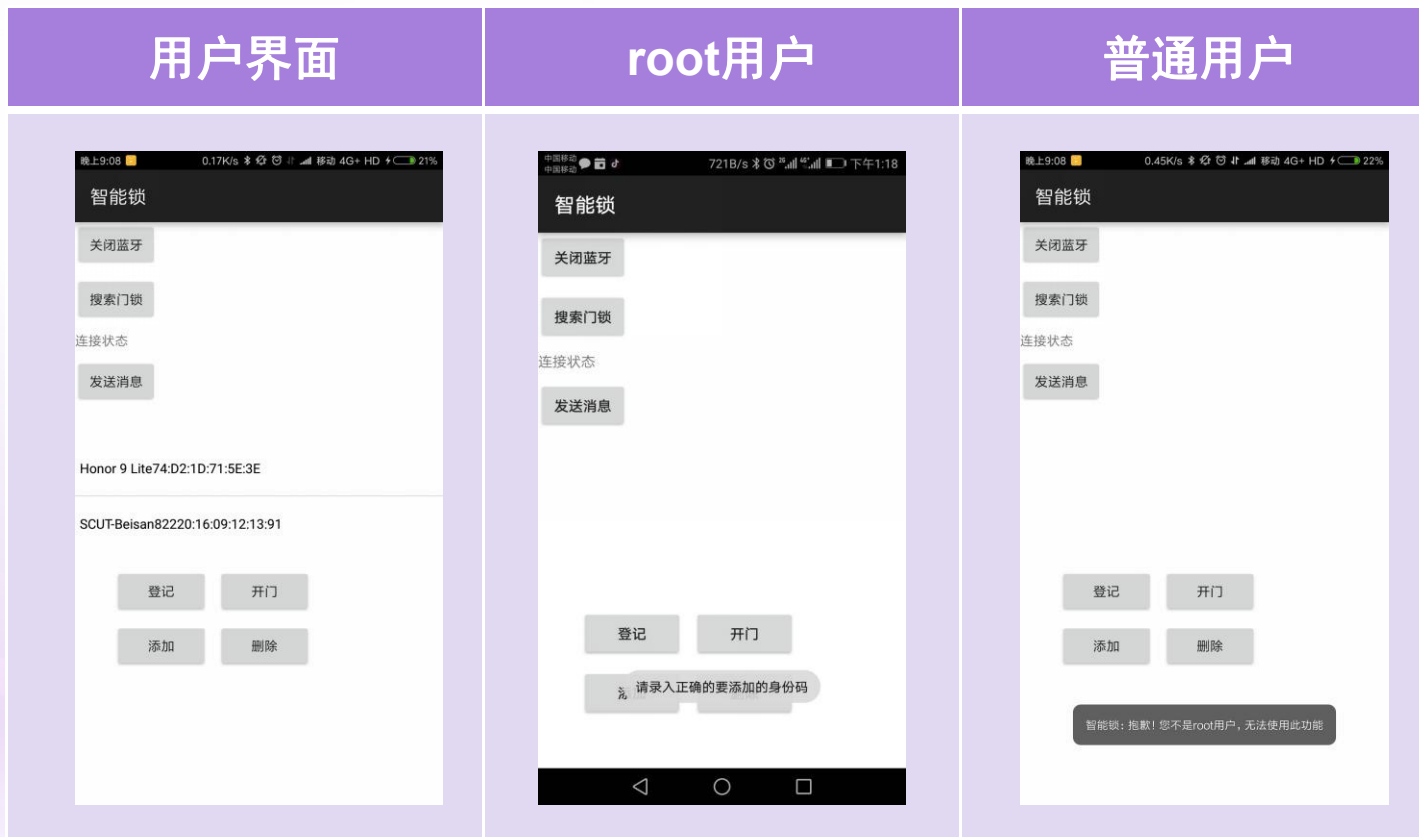 用户界面
root用户
普通用户
晚上9:08 0.17K/s 移动 4G+ HD 21%
智能锁
关闭蓝牙
搜索门锁
连接状态
发送消息
Honor 9 Lite74:D2:1D:71:5E:3E
SCUT-Beisan82220:16:09:12:13:91
登记 开门
添加 删除
中国移动
中国移动
721B/s 下午1:18
智能锁
关闭蓝牙
搜索门锁
连接状态
发送消息
登记 开门
请录入正确的要添加的身份码
晚上9:08 0.45K/s 移动 4G+ HD 22%
智能锁
关闭蓝牙
搜索门锁
连接状态
发送消息
登记 开门
添加 删除
智能锁:抱歉!您不是root用户,无法使用此功能